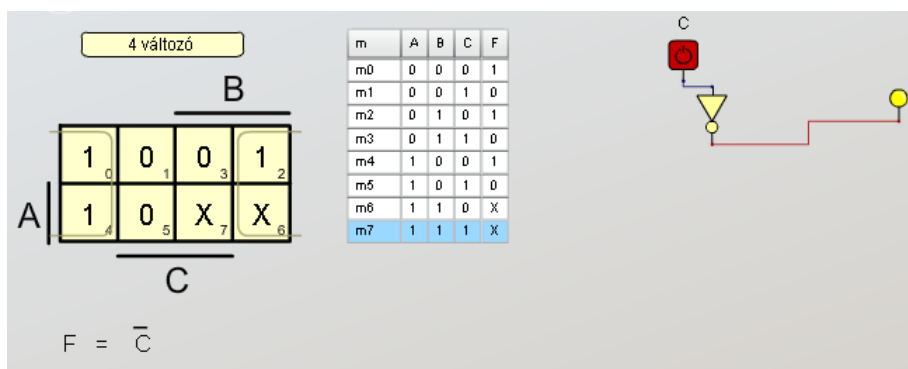 4 változó
B
1 0 0 1 1 3 0 2
1 0 X X 4 5 7 6
A
C
F = C̅
m A B C F
m0 0 0 0 1
m1 0 0 1 0
m2 0 1 0 1
m3 0 1 1 0
m4 1 0 0 1
m5 1 0 1 0
m6 1 1 0 X
m7 1 1 1 X
C